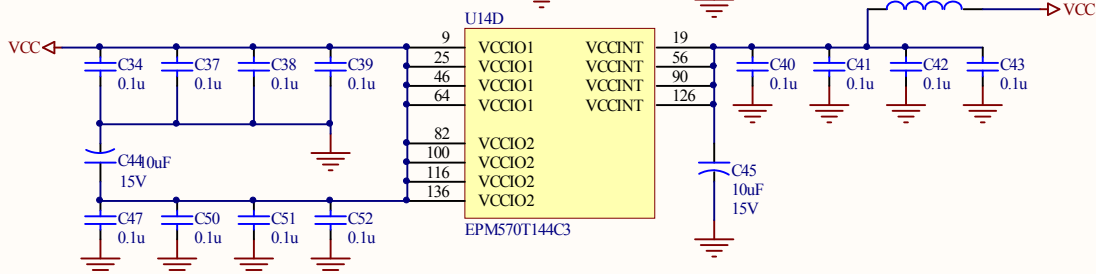 U14D
VCC
VCC
9 VCCIO1 VCCINT 19
25 VCCIO1 VCCINT 56
46 VCCIO1 VCCINT 90
64 VCCIO1 VCCINT 126
82 VCCIO2
100 VCCIO2
116 VCCIO2
136 VCCIO2
EPM570T144C3
C34
0.1u
C37
0.1u
C38
0.1u
C39
0.1u
C40
0.1u
C41
0.1u
C42
0.1u
C43
0.1u
C44
10uF
15V
C45
10uF
15V
C47
0.1u
C50
0.1u
C51
0.1u
C52
0.1u